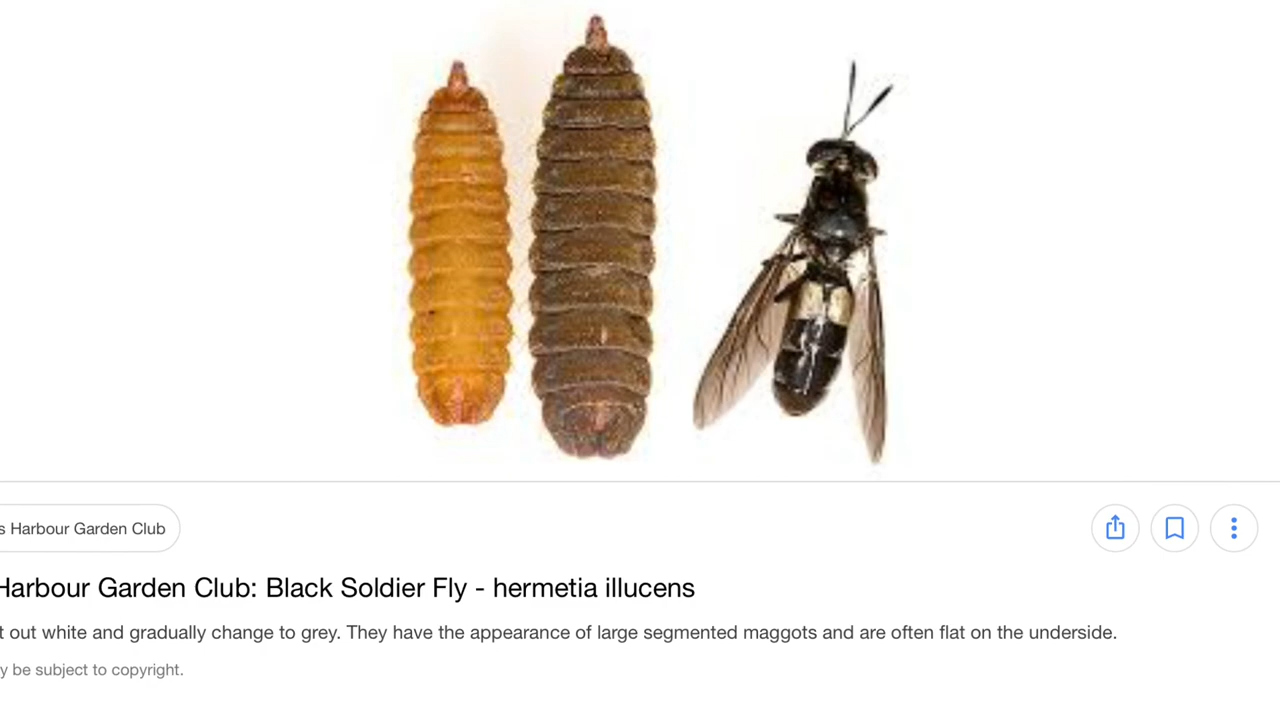 s Harbour Garden Club
Harbour Garden Club: Black Soldier Fly - hermetia illucens
t out white and gradually change to grey. They have the appearance of large segmented maggots and are often flat on the underside.
y be subject to copyright.